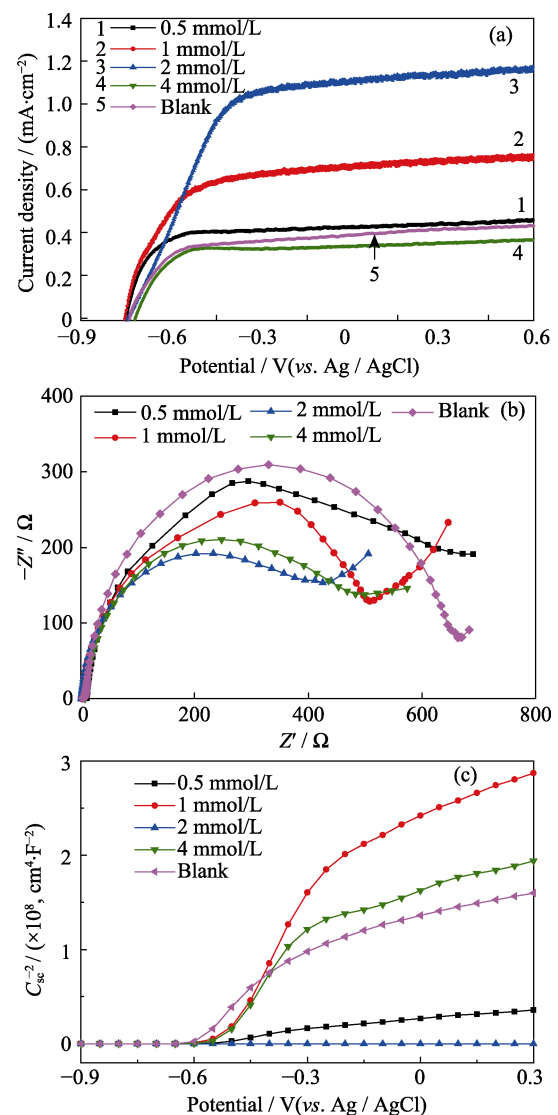 1 0.5 mmol/L
2 1 mmol/L
3 2 mmol/L
4 4 mmol/L
5 Blank
(a)
3
2
1
4
5
1.4
1.2
1.0
0.8
0.6
0.4
0.2
0
Current density / (mA·cm⁻²)
−0.9 −0.6 −0.3 0 0.3 0.6
Potential / V(vs. Ag / AgCl)
(b)
0.5 mmol/L 2 mmol/L Blank
1 mmol/L 4 mmol/L
400
300
200
100
0
−Z″ / Ω
0 200 400 600 800
Z′ / Ω
(c)
0.5 mmol/L
1 mmol/L
2 mmol/L
4 mmol/L
Blank
3
2
1
0
C_sc⁻² / (×10⁸, cm⁴·F⁻²)
−0.9 −0.6 −0.3 0 0.3
Potential / V(vs. Ag / AgCl)